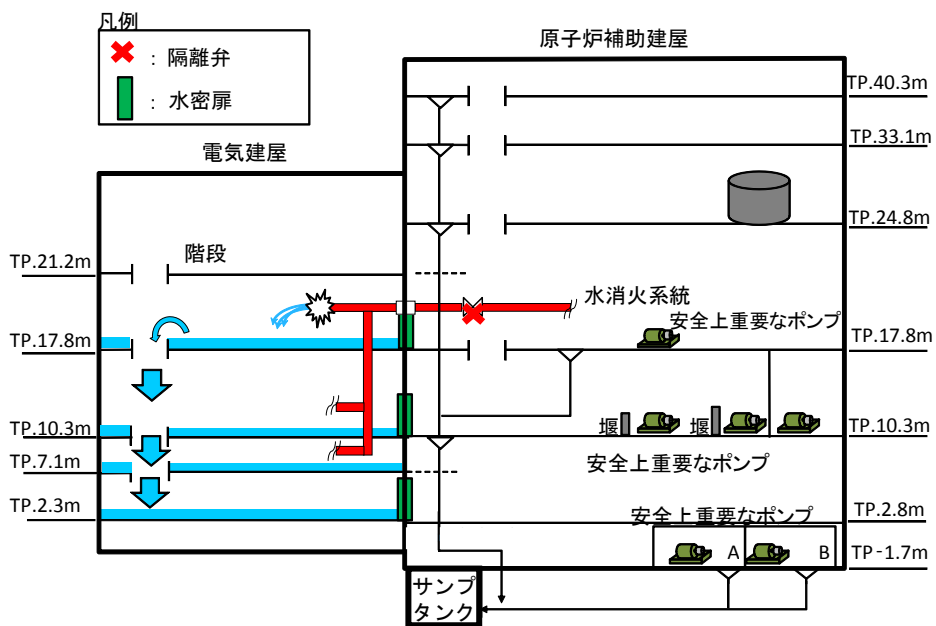 凡例
: 隔離弁
: 水密扉
原子炉補助建屋
電気建屋
TP.40.3m
TP.33.1m
TP.24.8m
TP.21.2m
階段
水消火系統
安全上重要なポンプ
TP.17.8m
TP.17.8m
堰
堰
TP.10.3m
TP.10.3m
TP.7.1m
安全上重要なポンプ
TP.2.3m
安全上重要なポンプ
TP.2.8m
A
B
TP-1.7m
サンプ
タンク